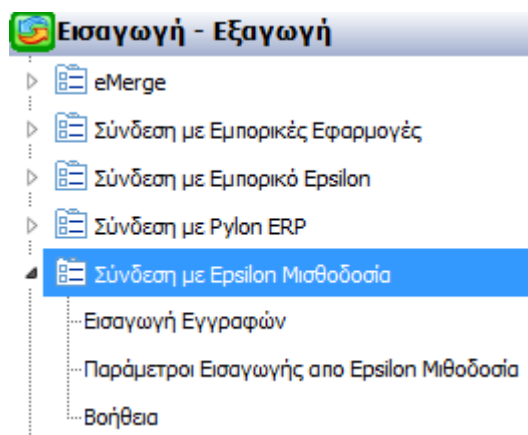 Εισαγωγή - Εξαγωγή
eMerge
Σύνδεση με Εμπορικές Εφαρμογές
Σύνδεση με Εμπορικό Epsilon
Σύνδεση με Pylon ERP
Σύνδεση με Epsilon Μισθοδοσία
Εισαγωγή Εγγραφών
Παράμετροι Εισαγωγής απο Epsilon Μιθοδοσία
Βοήθεια